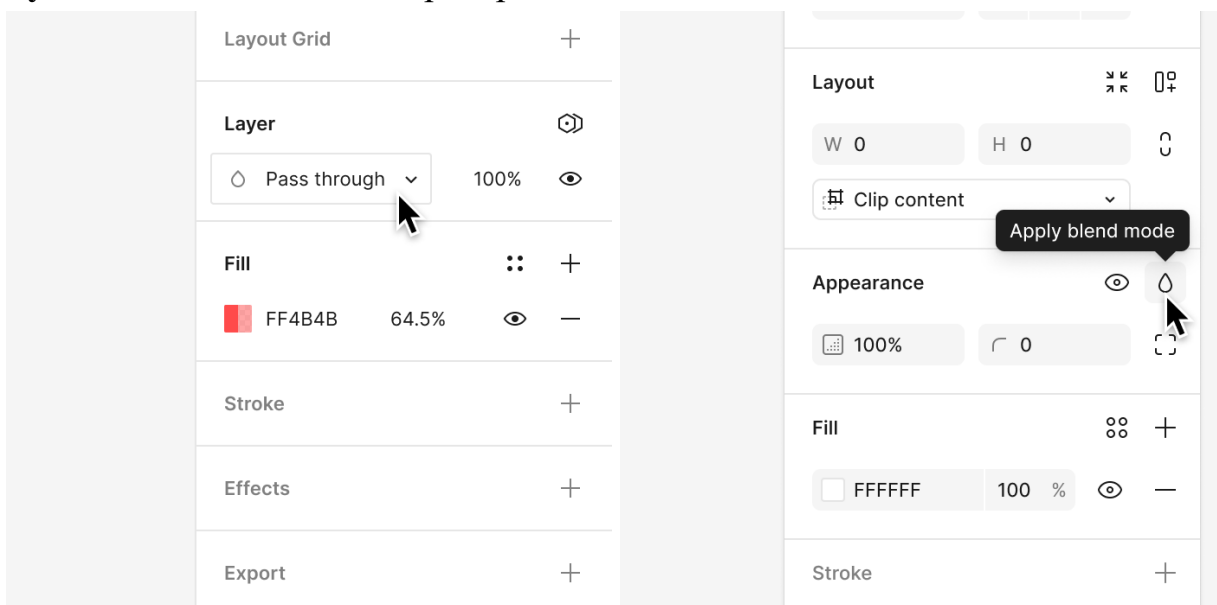 Layout Grid
Layer
Pass through 100%
Fill
FF4B4B 64.5%
Stroke
Effects
Export
Layout
W 0 H 0
Clip content
Apply blend mode
Appearance
100% 0
Fill
FFFFFF 100 %
Stroke